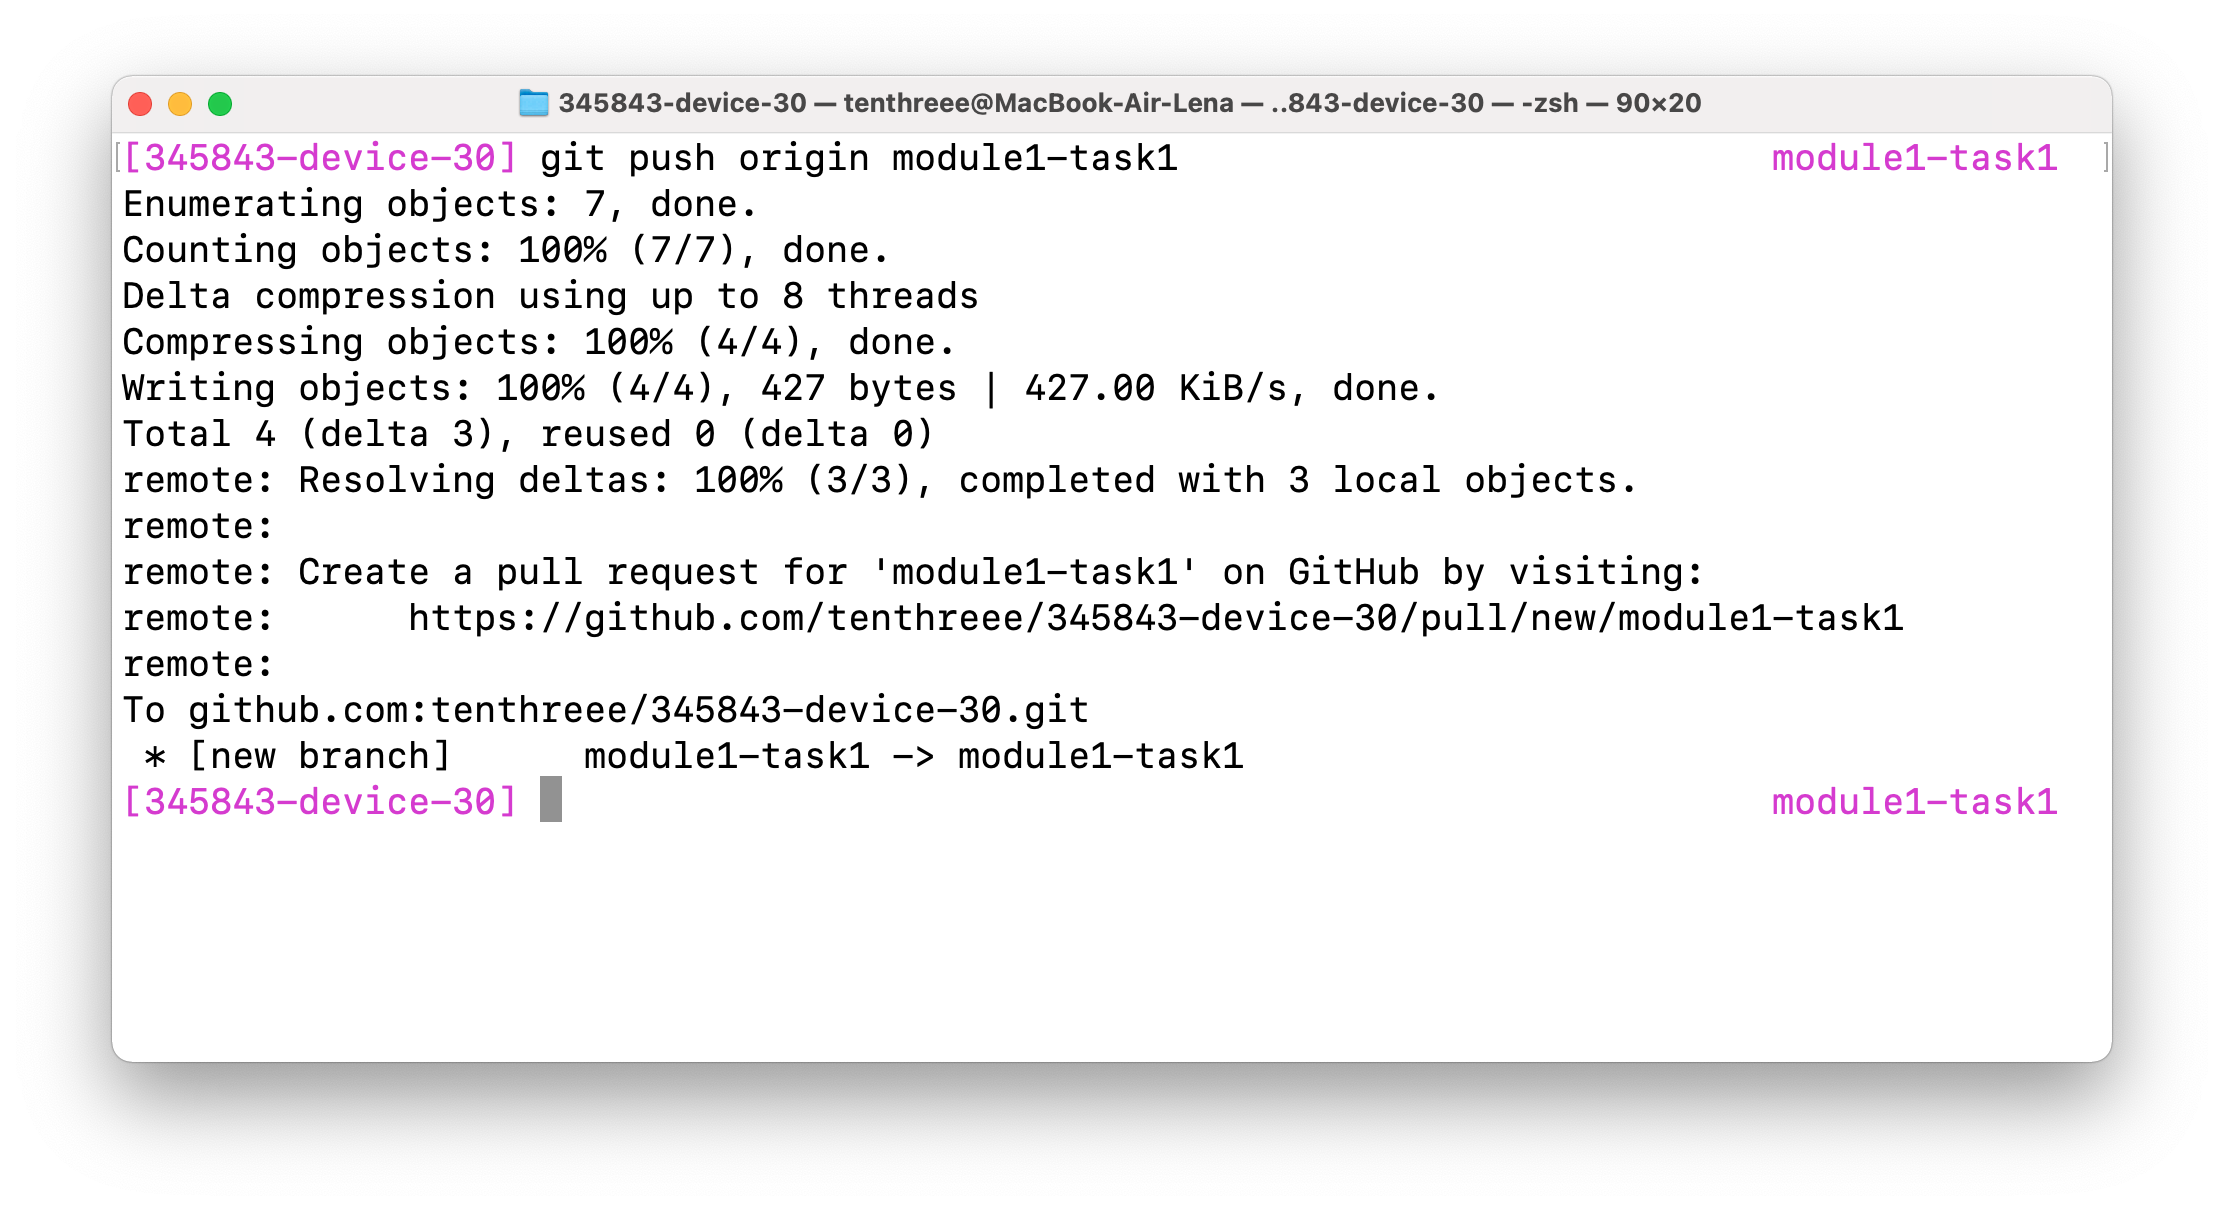 345843-device-30 — tenthreee@MacBook-Air-Lena — ..843-device-30 — -zsh — 90×20
[345843-device-30] git push origin module1-task1 module1-task1
Enumerating objects: 7, done.
Counting objects: 100% (7/7), done.
Delta compression using up to 8 threads
Compressing objects: 100% (4/4), done.
Writing objects: 100% (4/4), 427 bytes | 427.00 KiB/s, done.
Total 4 (delta 3), reused 0 (delta 0)
remote: Resolving deltas: 100% (3/3), completed with 3 local objects.
remote:
remote: Create a pull request for 'module1-task1' on GitHub by visiting:
remote:      https://github.com/tenthreee/345843-device-30/pull/new/module1-task1
remote:
To github.com:tenthreee/345843-device-30.git
 * [new branch]      module1-task1 -> module1-task1
[345843-device-30] module1-task1